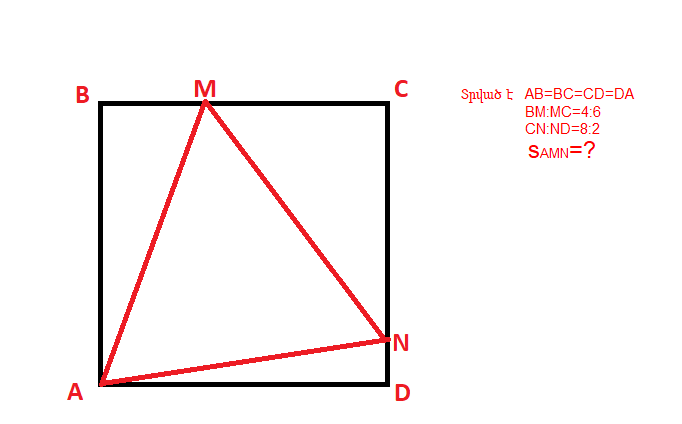 B M C
Տրված է AB=BC=CD=DA
BM:MC=4:6
CN:ND=8:2
SAMN=?
N
A D